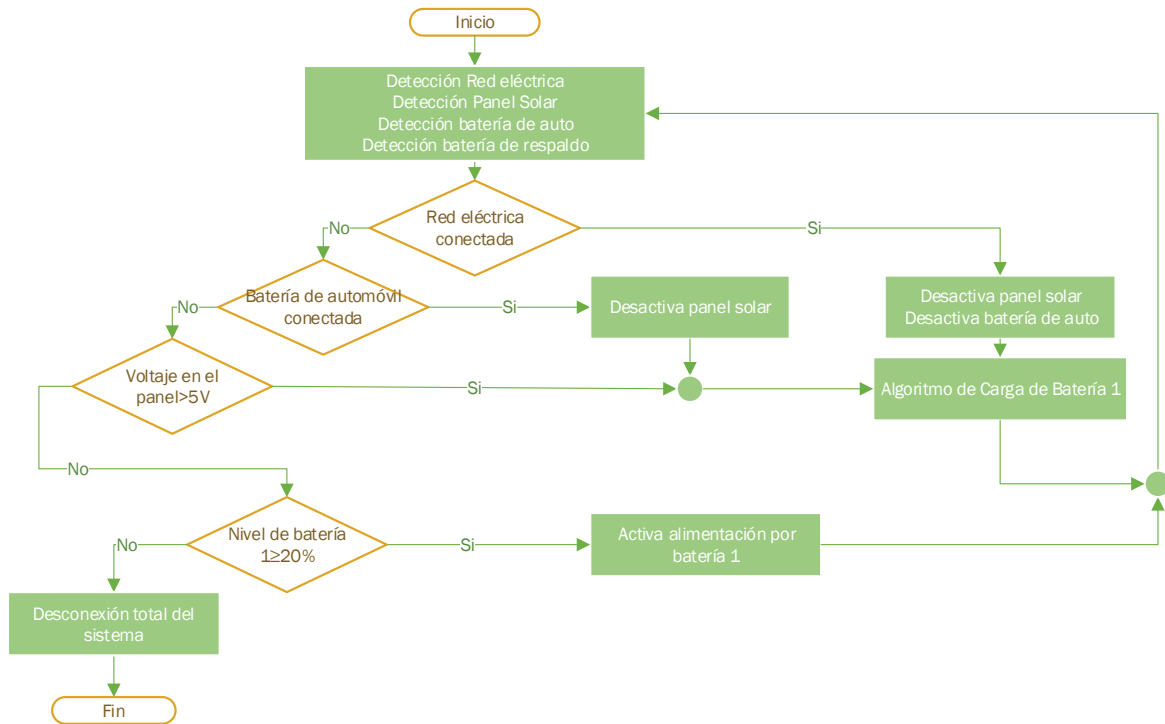 Inicio
Detección Red eléctrica
Detección Panel Solar
Detección batería de auto
Detección batería de respaldo
Red eléctrica
conectada
No
Si
Batería de automóvil
conectada
No
Si
Desactiva panel solar
Desactiva panel solar
Desactiva batería de auto
Voltaje en el
panel>5V
Si
Algoritmo de Carga de Batería 1
No
Nivel de batería
1≥20%
No
Si
Activa alimentación por
batería 1
Desconexión total del
sistema
Fin